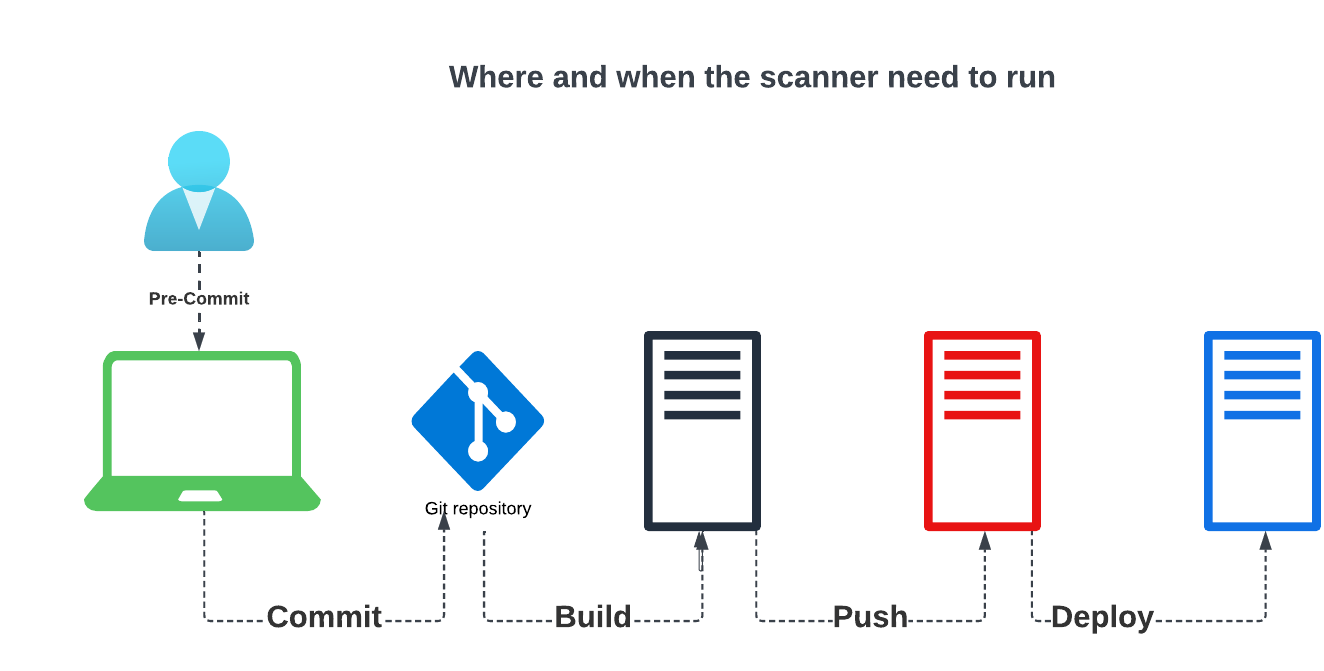 Where and when the scanner need to run
Pre-Commit
Git repository
Commit
Build
Push
Deploy